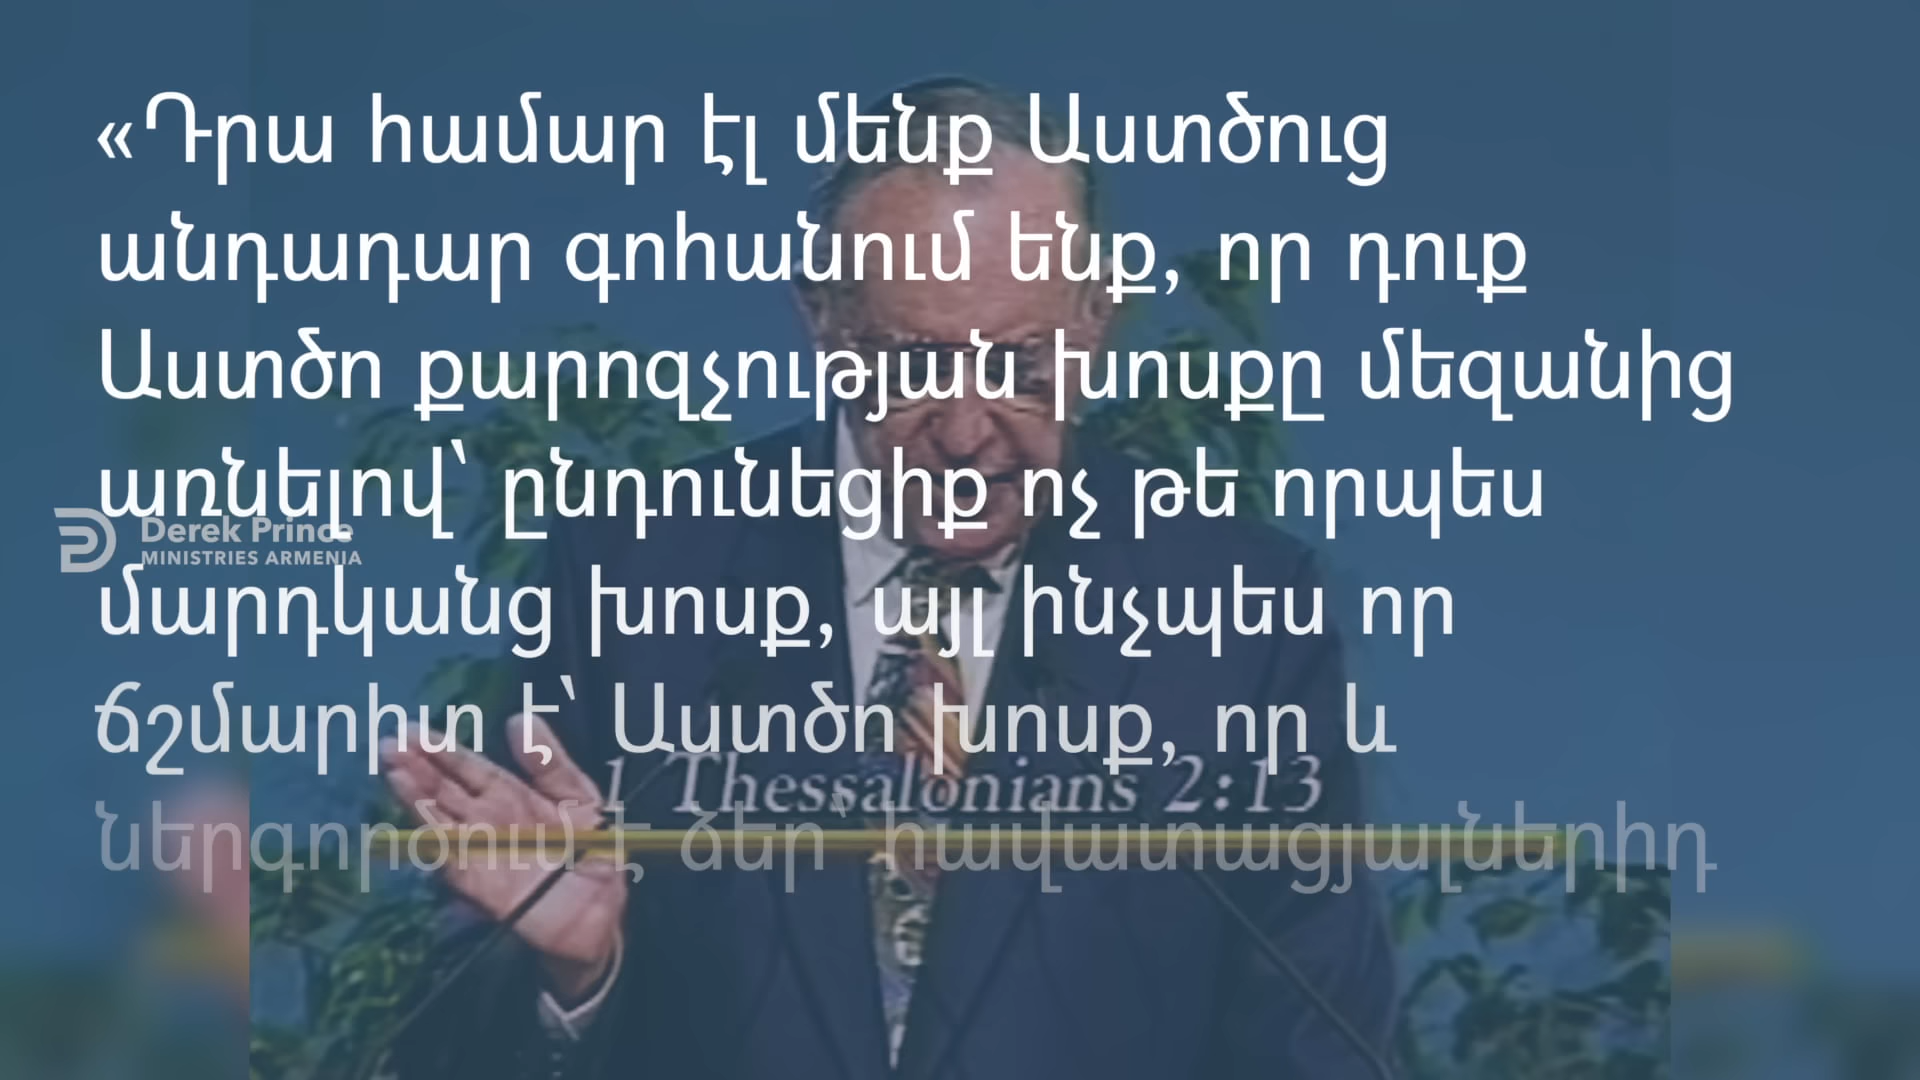 «Դրա համար էլ մենք Աստծուց
անդադար գոհանում ենք, որ դուք
Աստծո քարոզչության խոսքը մեզանից
առնելով՝ ընդունեցիք ոչ թե որպես
Derek Prince
MINISTRIES ARMENIA
մարդկանց խոսք, այլ ինչպես որ
ճշմարիտ է՝ Աստծո խոսք, որ և
1 Thessalonians 2:13
ներգործում է ձեր՝ հավատացյալներիդ